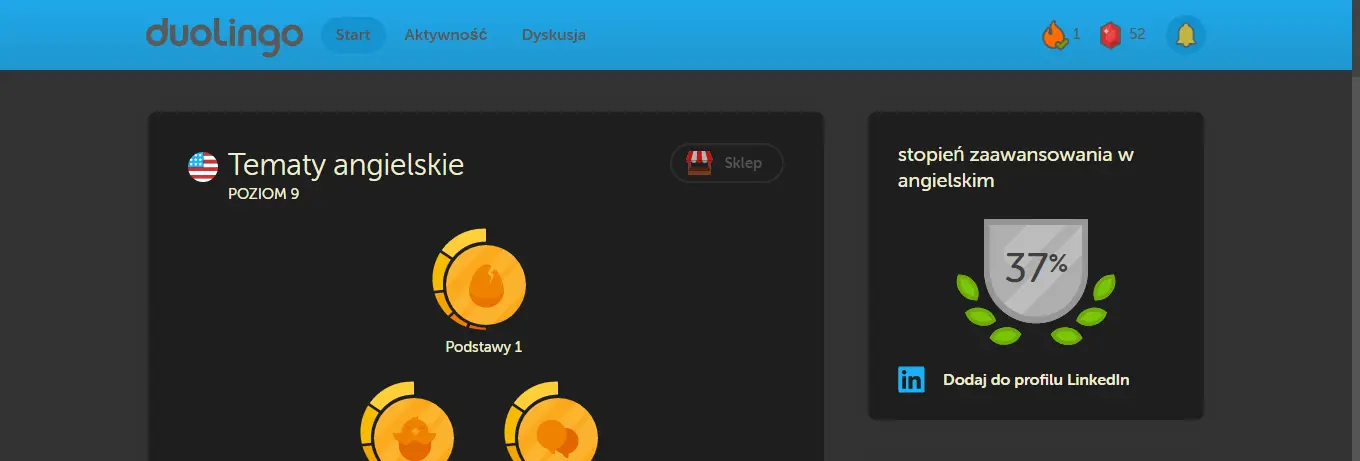 duolingo
Start
Aktywność
Dyskusja
1
52
Tematy angielskie
POZIOM 9
Sklep
Podstawy 1
stopień zaawansowania w
angielskim
37%
in
Dodaj do profilu LinkedIn